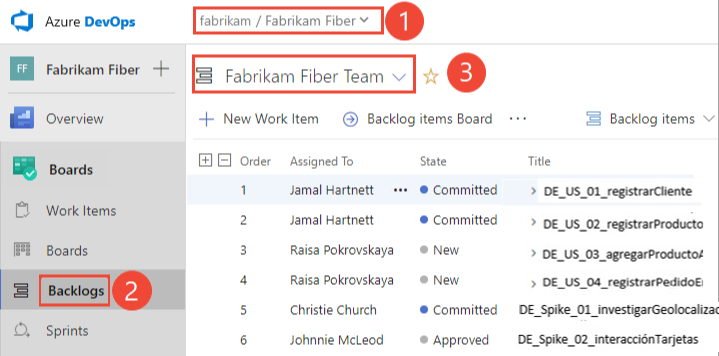 Azure DevOps
fabrikam / Fabrikam Fiber
1
FF Fabrikam Fiber
Fabrikam Fiber Team
3
Overview
New Work Item Backlog items Board ... Backlog items
Order Assigned To State Title
Boards
1 Jamal Hartnett ... Committed > DE_US_01_registrarCliente
Work Items
2 Jamal Hartnett Committed > DE_US_02_registrarProducto
Boards
3 Raisa Pokrovskaya New > DE_US_03_agregarProductoA
Backlogs 2
4 Raisa Pokrovskaya New > DE_US_04_registrarPedidoE
5 Christie Church Committed DE_Spike_01_investigarGeolocaliza
Sprints
6 Johnnie McLeod Approved DE_Spike_02_interacciónTarjetas